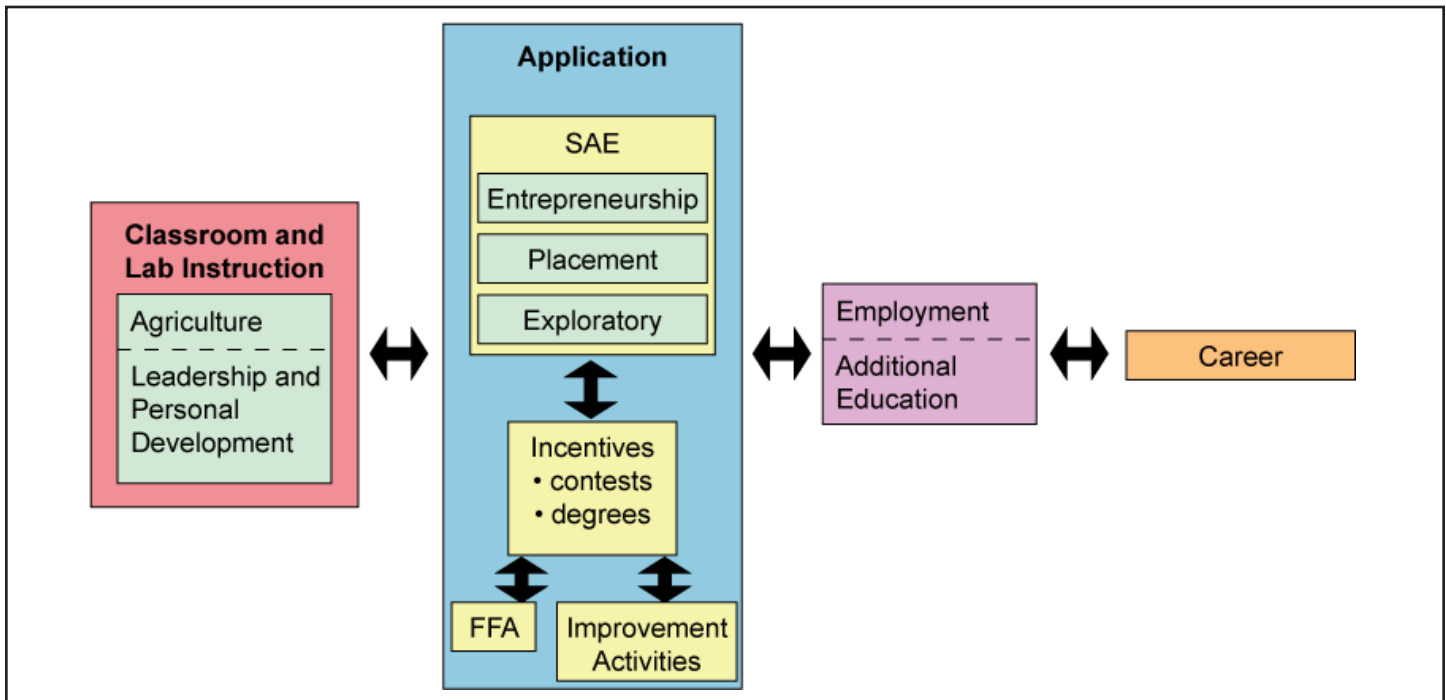 Classroom and
Lab Instruction
Agriculture
Leadership and
Personal
Development
Application
SAE
Entrepreneurship
Placement
Exploratory
Incentives
• contests
• degrees
FFA
Improvement
Activities
Employment
Additional
Education
Career